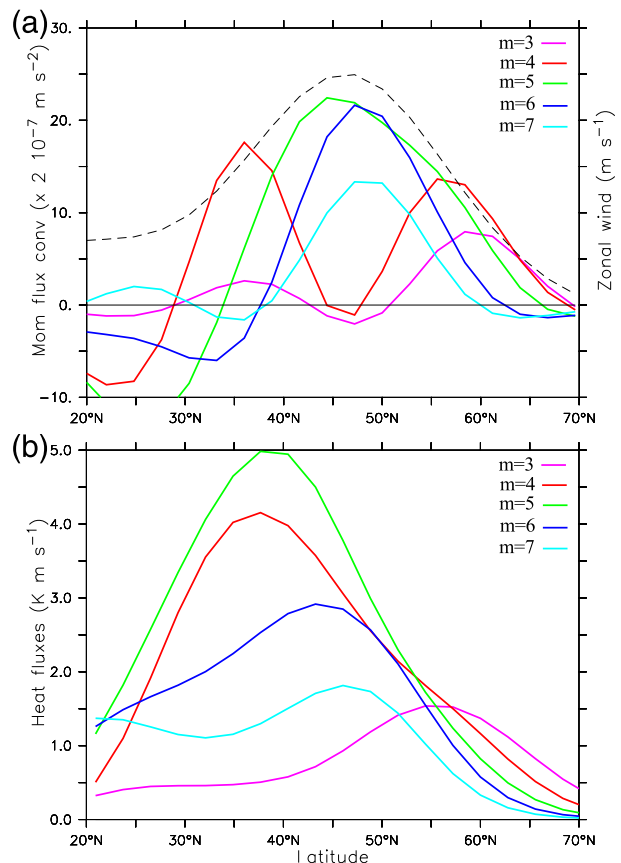 (a)
30.
20.
10.
0.
−10.
Mom flux conv (x 2 10⁻⁷ m s⁻²)
Zonal wind (m s⁻¹)
m=3
m=4
m=5
m=6
m=7
20°N 30°N 40°N 50°N 60°N 70°N
(b)
5.0
4.0
3.0
2.0
1.0
0.0
Heat fluxes (K m s⁻¹)
m=3
m=4
m=5
m=6
m=7
20°N 30°N 40°N 50°N 60°N 70°N
Latitude